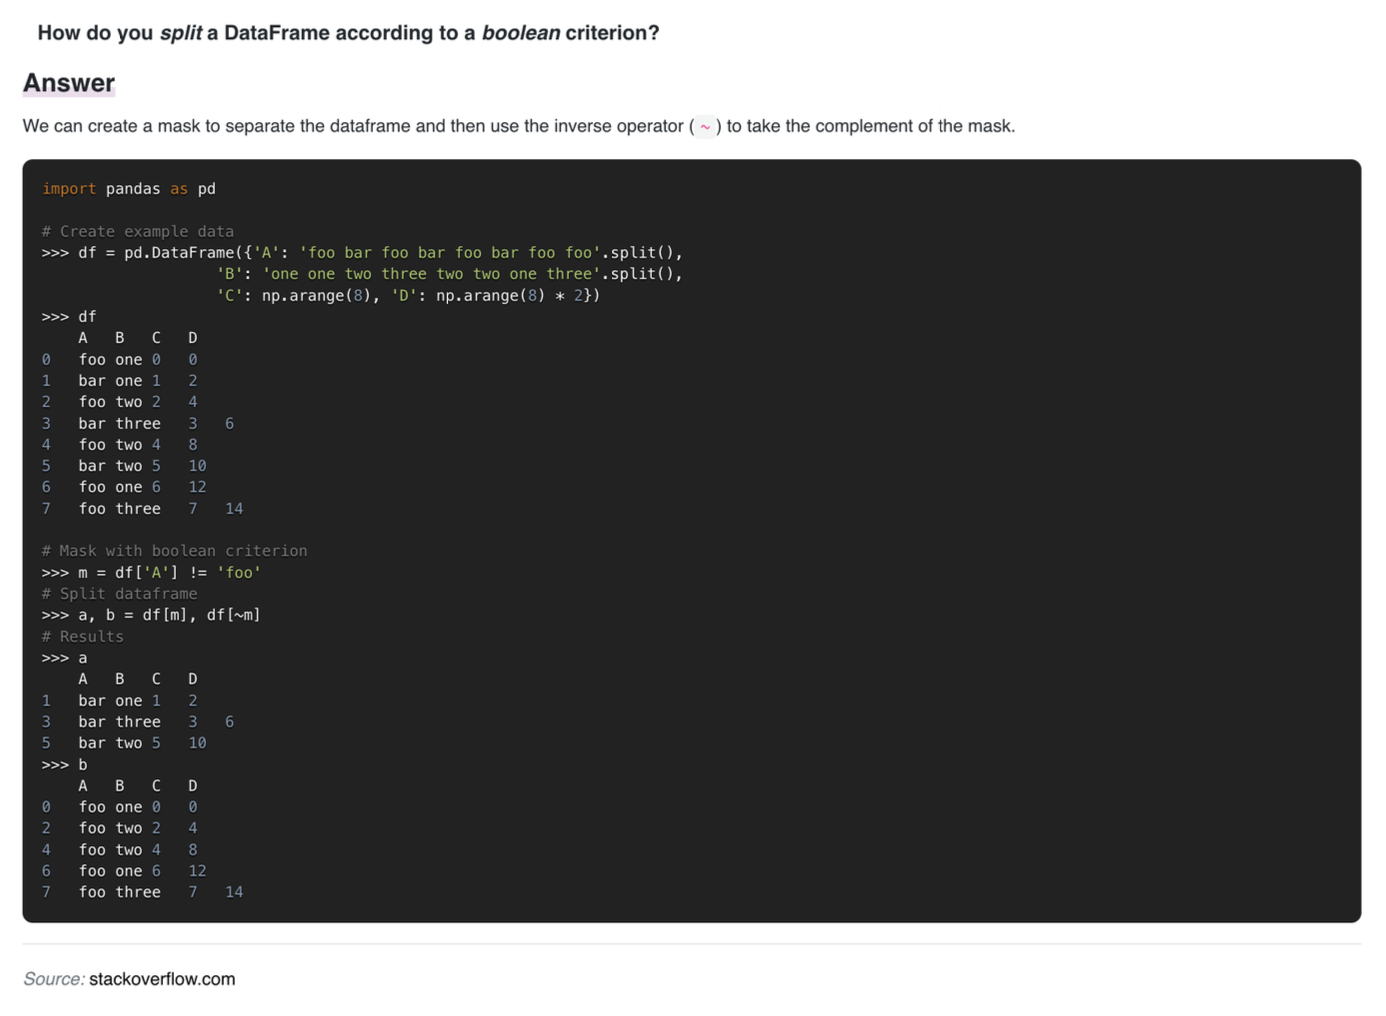 How do you split a DataFrame according to a boolean criterion?
Answer
We can create a mask to separate the dataframe and then use the inverse operator ( ~ ) to take the complement of the mask.
import pandas as pd
# Create example data
>>> df = pd.DataFrame({'A': 'foo bar foo bar foo bar foo foo'.split(),
                   'B': 'one one two three two two one three'.split(),
                   'C': np.arange(8), 'D': np.arange(8) * 2})
>>> df
    A   B   C   D
0   foo one 0   0
1   bar one 1   2
2   foo two 2   4
3   bar three   3   6
4   foo two 4   8
5   bar two 5   10
6   foo one 6   12
7   foo three   7   14
# Mask with boolean criterion
>>> m = df['A'] != 'foo'
# Split dataframe
>>> a, b = df[m], df[~m]
# Results
>>> a
    A   B   C   D
1   bar one 1   2
3   bar three   3   6
5   bar two 5   10
>>> b
    A   B   C   D
0   foo one 0   0
2   foo two 2   4
4   foo two 4   8
6   foo one 6   12
7   foo three   7   14
Source: stackoverflow.com